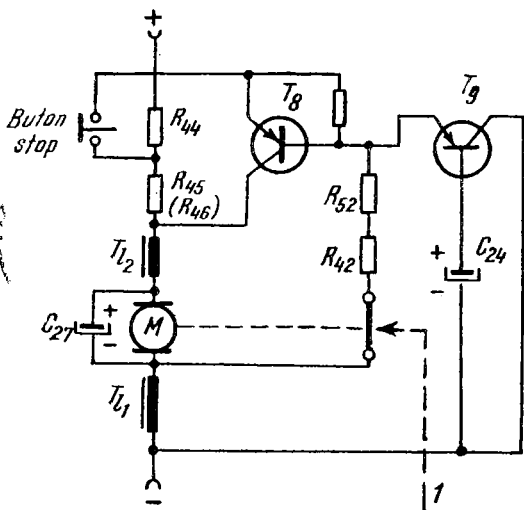 +
Buton
stop
R44
T8
T9
R45
(R46)
R52
R42
Tl2
C24
+
-
C27
+
-
M
Tl1
-
1